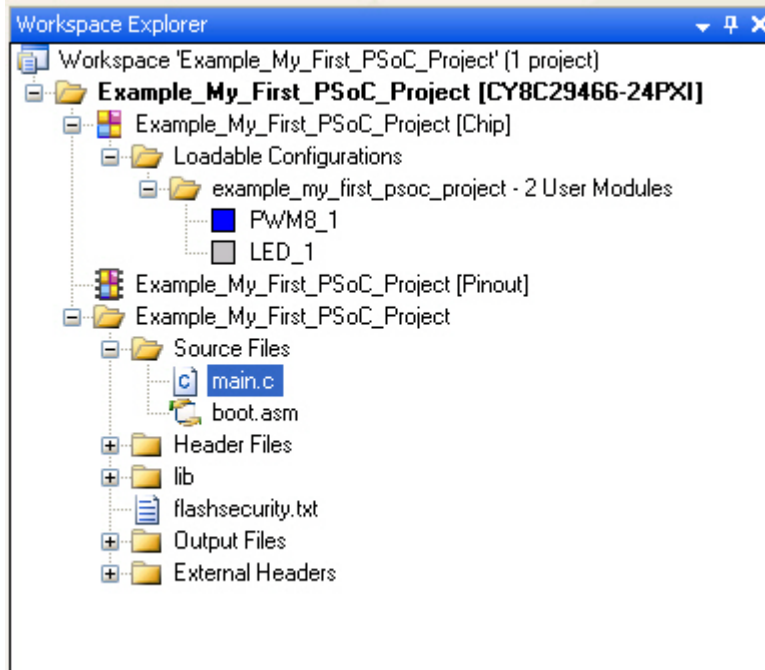 Workspace Explorer
Workspace 'Example_My_First_PSoC_Project' (1 project)
Example_My_First_PSoC_Project [CY8C29466-24PXI]
Example_My_First_PSoC_Project [Chip]
Loadable Configurations
example_my_first_psoc_project - 2 User Modules
PWM8_1
LED_1
Example_My_First_PSoC_Project [Pinout]
Example_My_First_PSoC_Project
Source Files
main.c
boot.asm
Header Files
lib
flashsecurity.txt
Output Files
External Headers